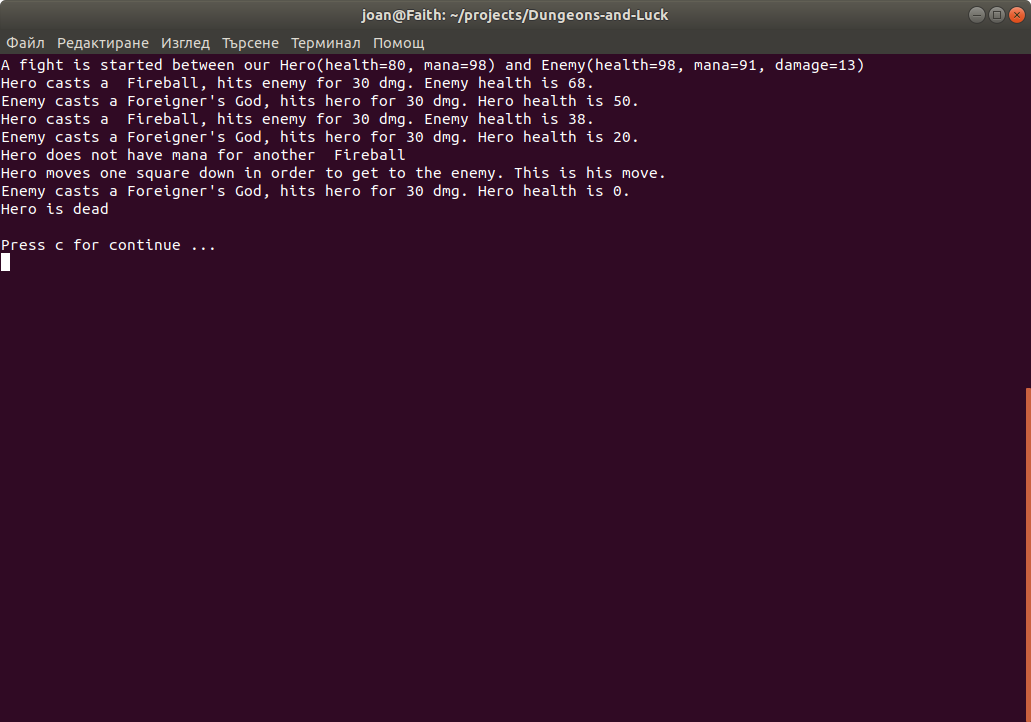 joan@Faith: ~/projects/Dungeons-and-Luck
Файл Редактиране Изглед Търсене Терминал Помощ
A fight is started between our Hero(health=80, mana=98) and Enemy(health=98, mana=91, damage=13)
Hero casts a  Fireball, hits enemy for 30 dmg. Enemy health is 68.
Enemy casts a Foreigner's God, hits hero for 30 dmg. Hero health is 50.
Hero casts a  Fireball, hits enemy for 30 dmg. Enemy health is 38.
Enemy casts a Foreigner's God, hits hero for 30 dmg. Hero health is 20.
Hero does not have mana for another  Fireball
Hero moves one square down in order to get to the enemy. This is his move.
Enemy casts a Foreigner's God, hits hero for 30 dmg. Hero health is 0.
Hero is dead
Press c for continue ...